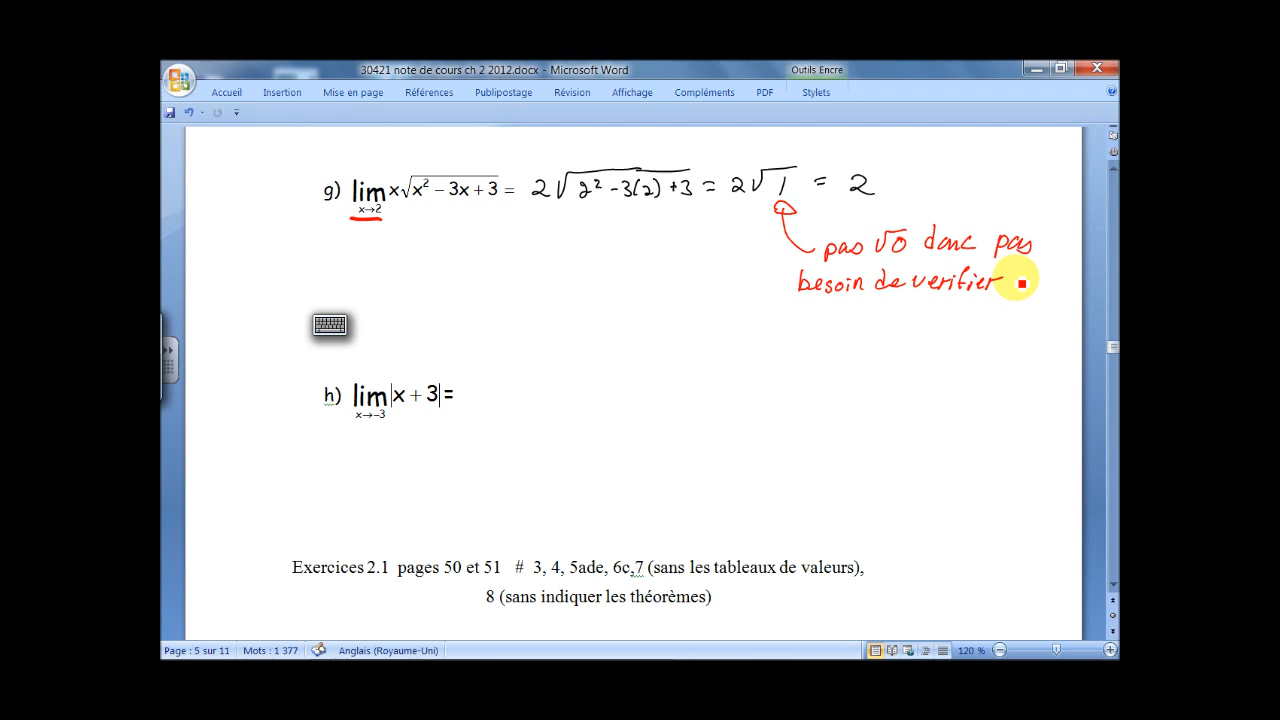 30421 note de cours ch 2 2012.docx - Microsoft Word
Outils Encre
Accueil Insertion Mise en page Références Publipostage Révision Affichage Compléments PDF Stylets
g) lim x→2 x√x² − 3x + 3 = 2√2² - 3(2) + 3 = 2√1 = 2
pas √0 donc pas
besoin de verifier
h) lim x→−3 |x + 3| =
Exercices 2.1 pages 50 et 51 # 3, 4, 5ade, 6c,7 (sans les tableaux de valeurs),
8 (sans indiquer les théorèmes)
Page : 5 sur 11 Mots : 1 377 Anglais (Royaume-Uni) 120 %